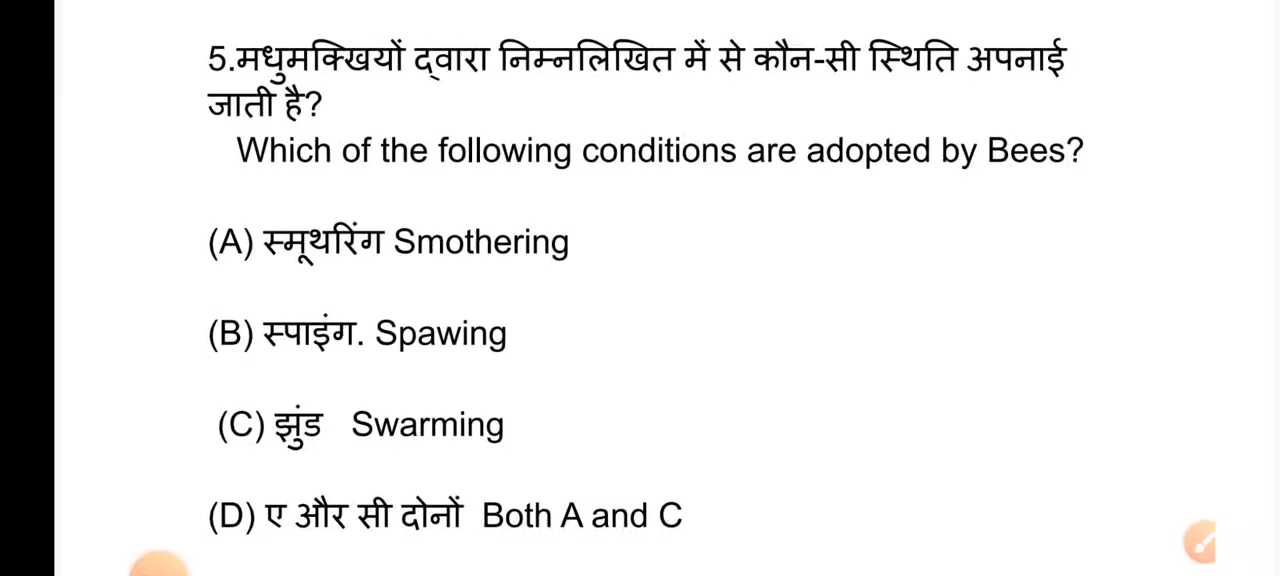 5.मधुमक्खियों द्वारा निम्नलिखित में से कौन-सी स्थिति अपनाई
जाती है?
Which of the following conditions are adopted by Bees?
(A) स्मूथरिंग Smothering
(B) स्पाइंग. Spawing
(C) झुंड Swarming
(D) ए और सी दोनों Both A and C